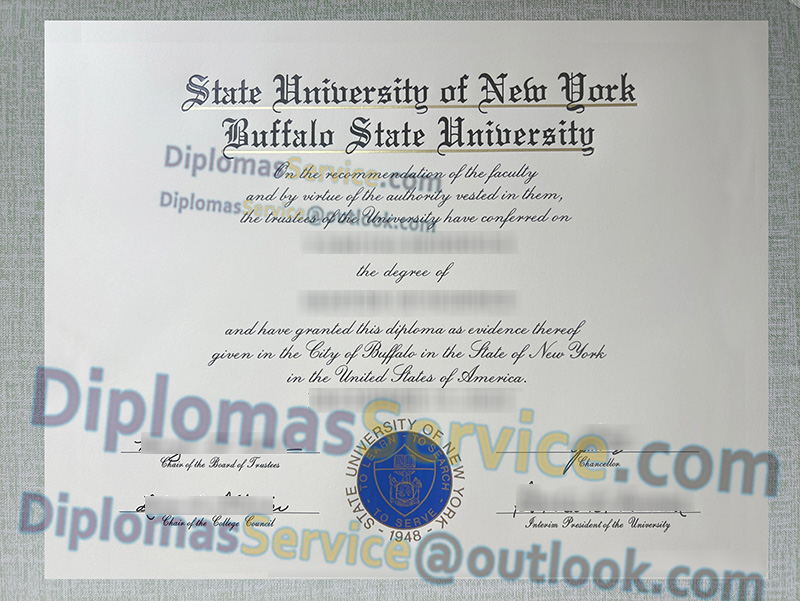 State University of New York
Buffalo State University
On the recommendation of the faculty
and by virtue of the authority vested in them,
the trustees of the University have conferred on
the degree of
and have granted this diploma as evidence thereof
given in the City of Buffalo in the State of New York
in the United States of America.
DiplomasService.com
DiplomasService@outlook.com
DiplomasService.com
STATE UNIVERSITY OF NEW YORK
TO LEARN TO SEARCH
TO SERVE
1948
Chair of the Board of Trustees
Chancellor
Chair of the College Council
Interim President of the University
DiplomasService@outlook.com